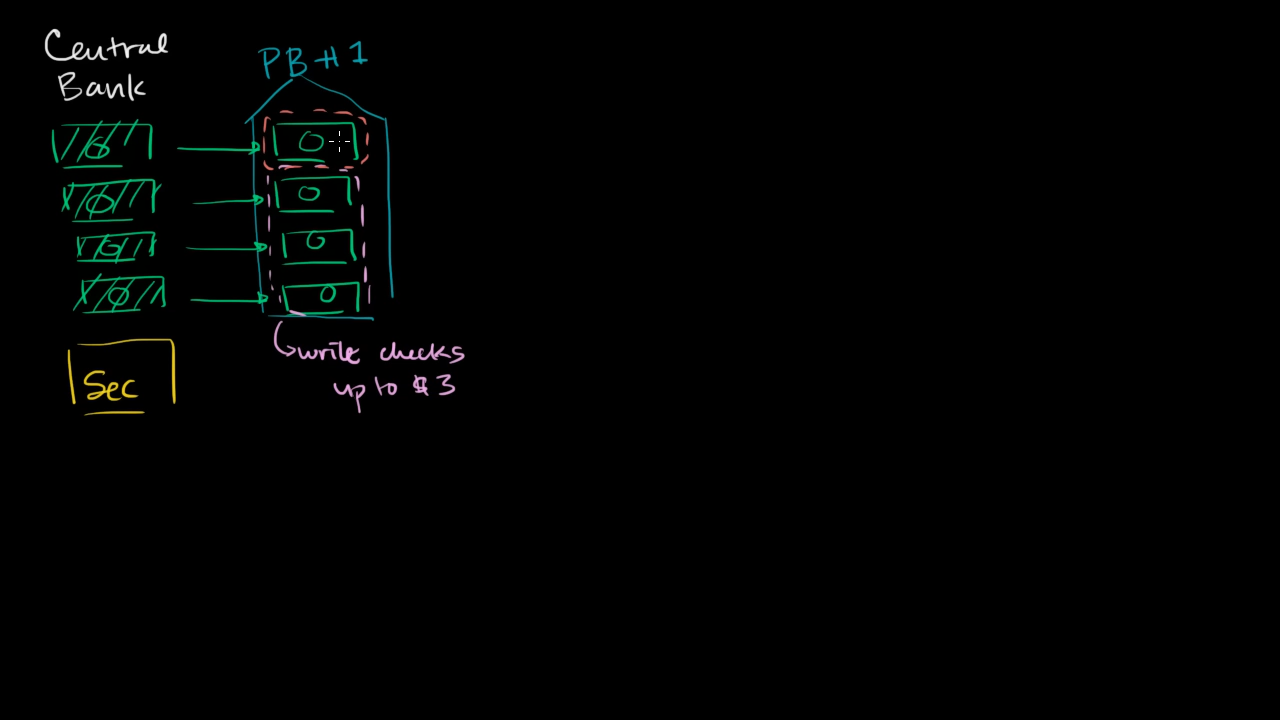 Central
Bank
PB #1
Sec
write checks
up to $3